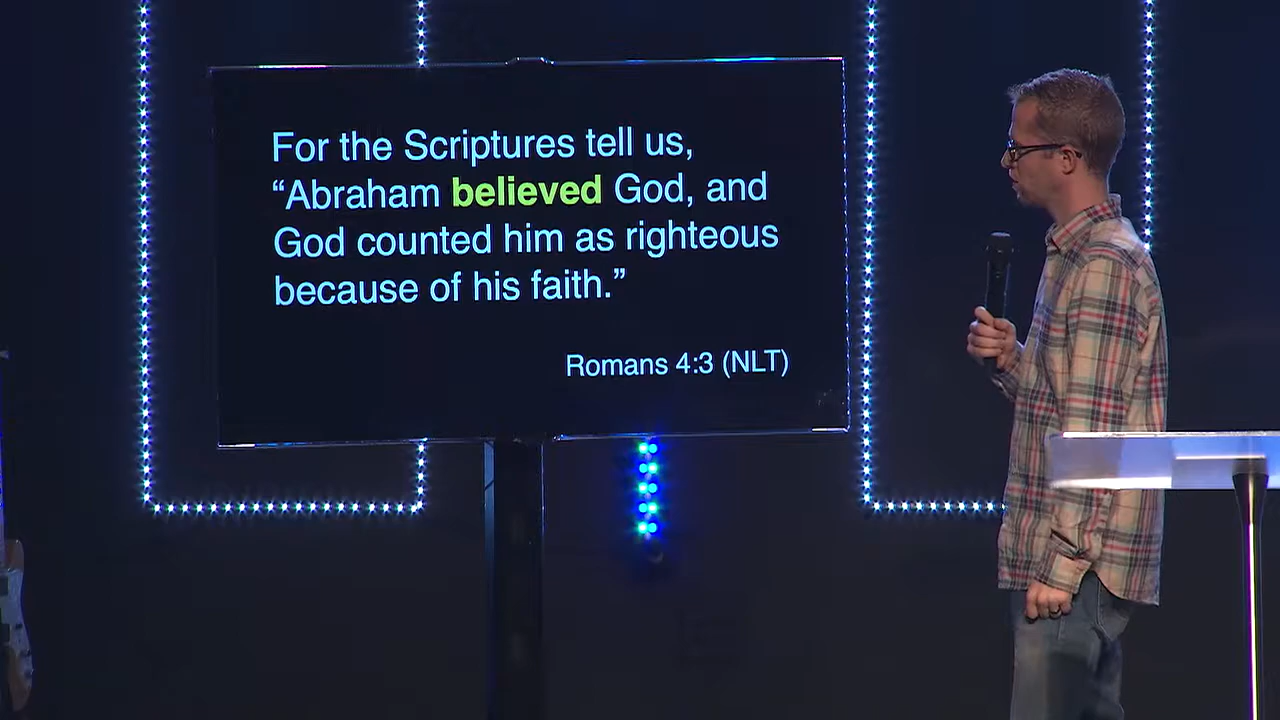 For the Scriptures tell us,
“Abraham believed God, and
God counted him as righteous
because of his faith.”
Romans 4:3 (NLT)